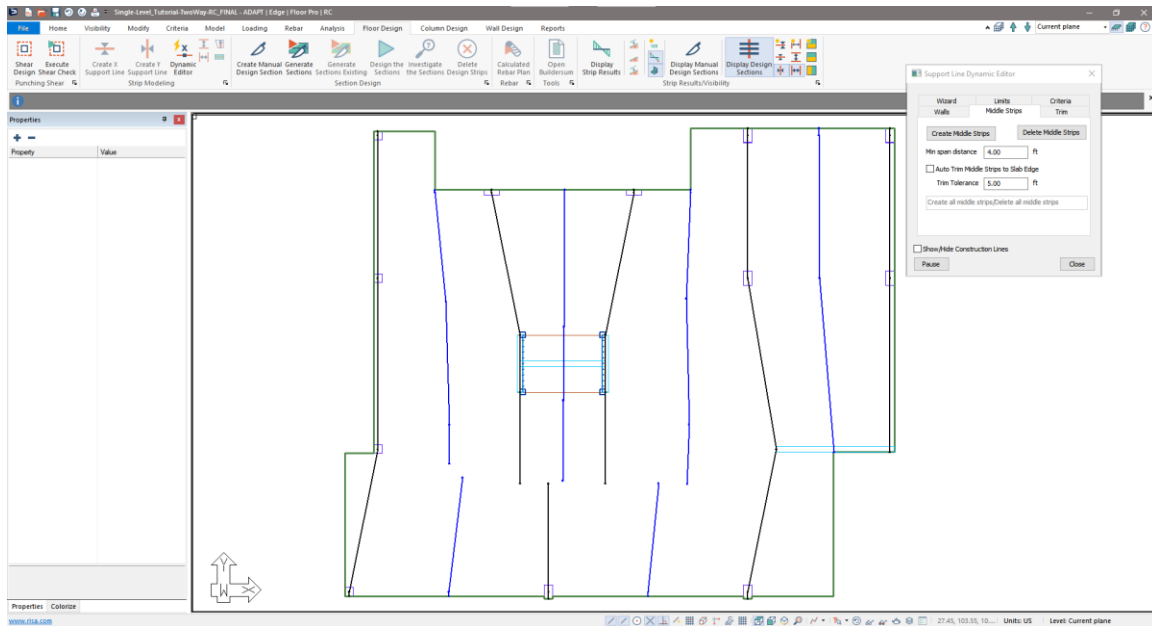 Single-Level_Tutorial-TwoWay-RC_FINAL - ADAPT | Edge | Floor Pro | RC
File Home Visibility Modify Criteria Model Loading Rebar Analysis Floor Design Column Design Wall Design Reports
Current plane
Shear Design
Execute Shear Check
Create X Support Line
Create Y Support Line
Dynamic Editor
Create Manual Design Section
Generate Sections
Generate Sections Existing
Design the Sections
Investigate the Sections
Delete Design Strips
Calculated Rebar Plan
Open Buildersum
Display Strip Results
Display Manual Design Sections
Display Design Sections
Punching Shear
Strip Modeling
Section Design
Rebar
Tools
Strip Results/Visibility
Properties
Property Value
Support Line Dynamic Editor
Wizard Limits Criteria
Walls Middle Strips Trim
Create Middle Strips Delete Middle Strips
Min span distance 4.00 ft
Auto Trim Middle Strips to Slab Edge
Trim Tolerance 5.00 ft
Create all middle strips/Delete all middle strips
Show/Hide Construction Lines
Pause Close
Y
W X
Properties Colorize
www.risa.com
27.45, 103.55, 10... Units: US Level: Current plane